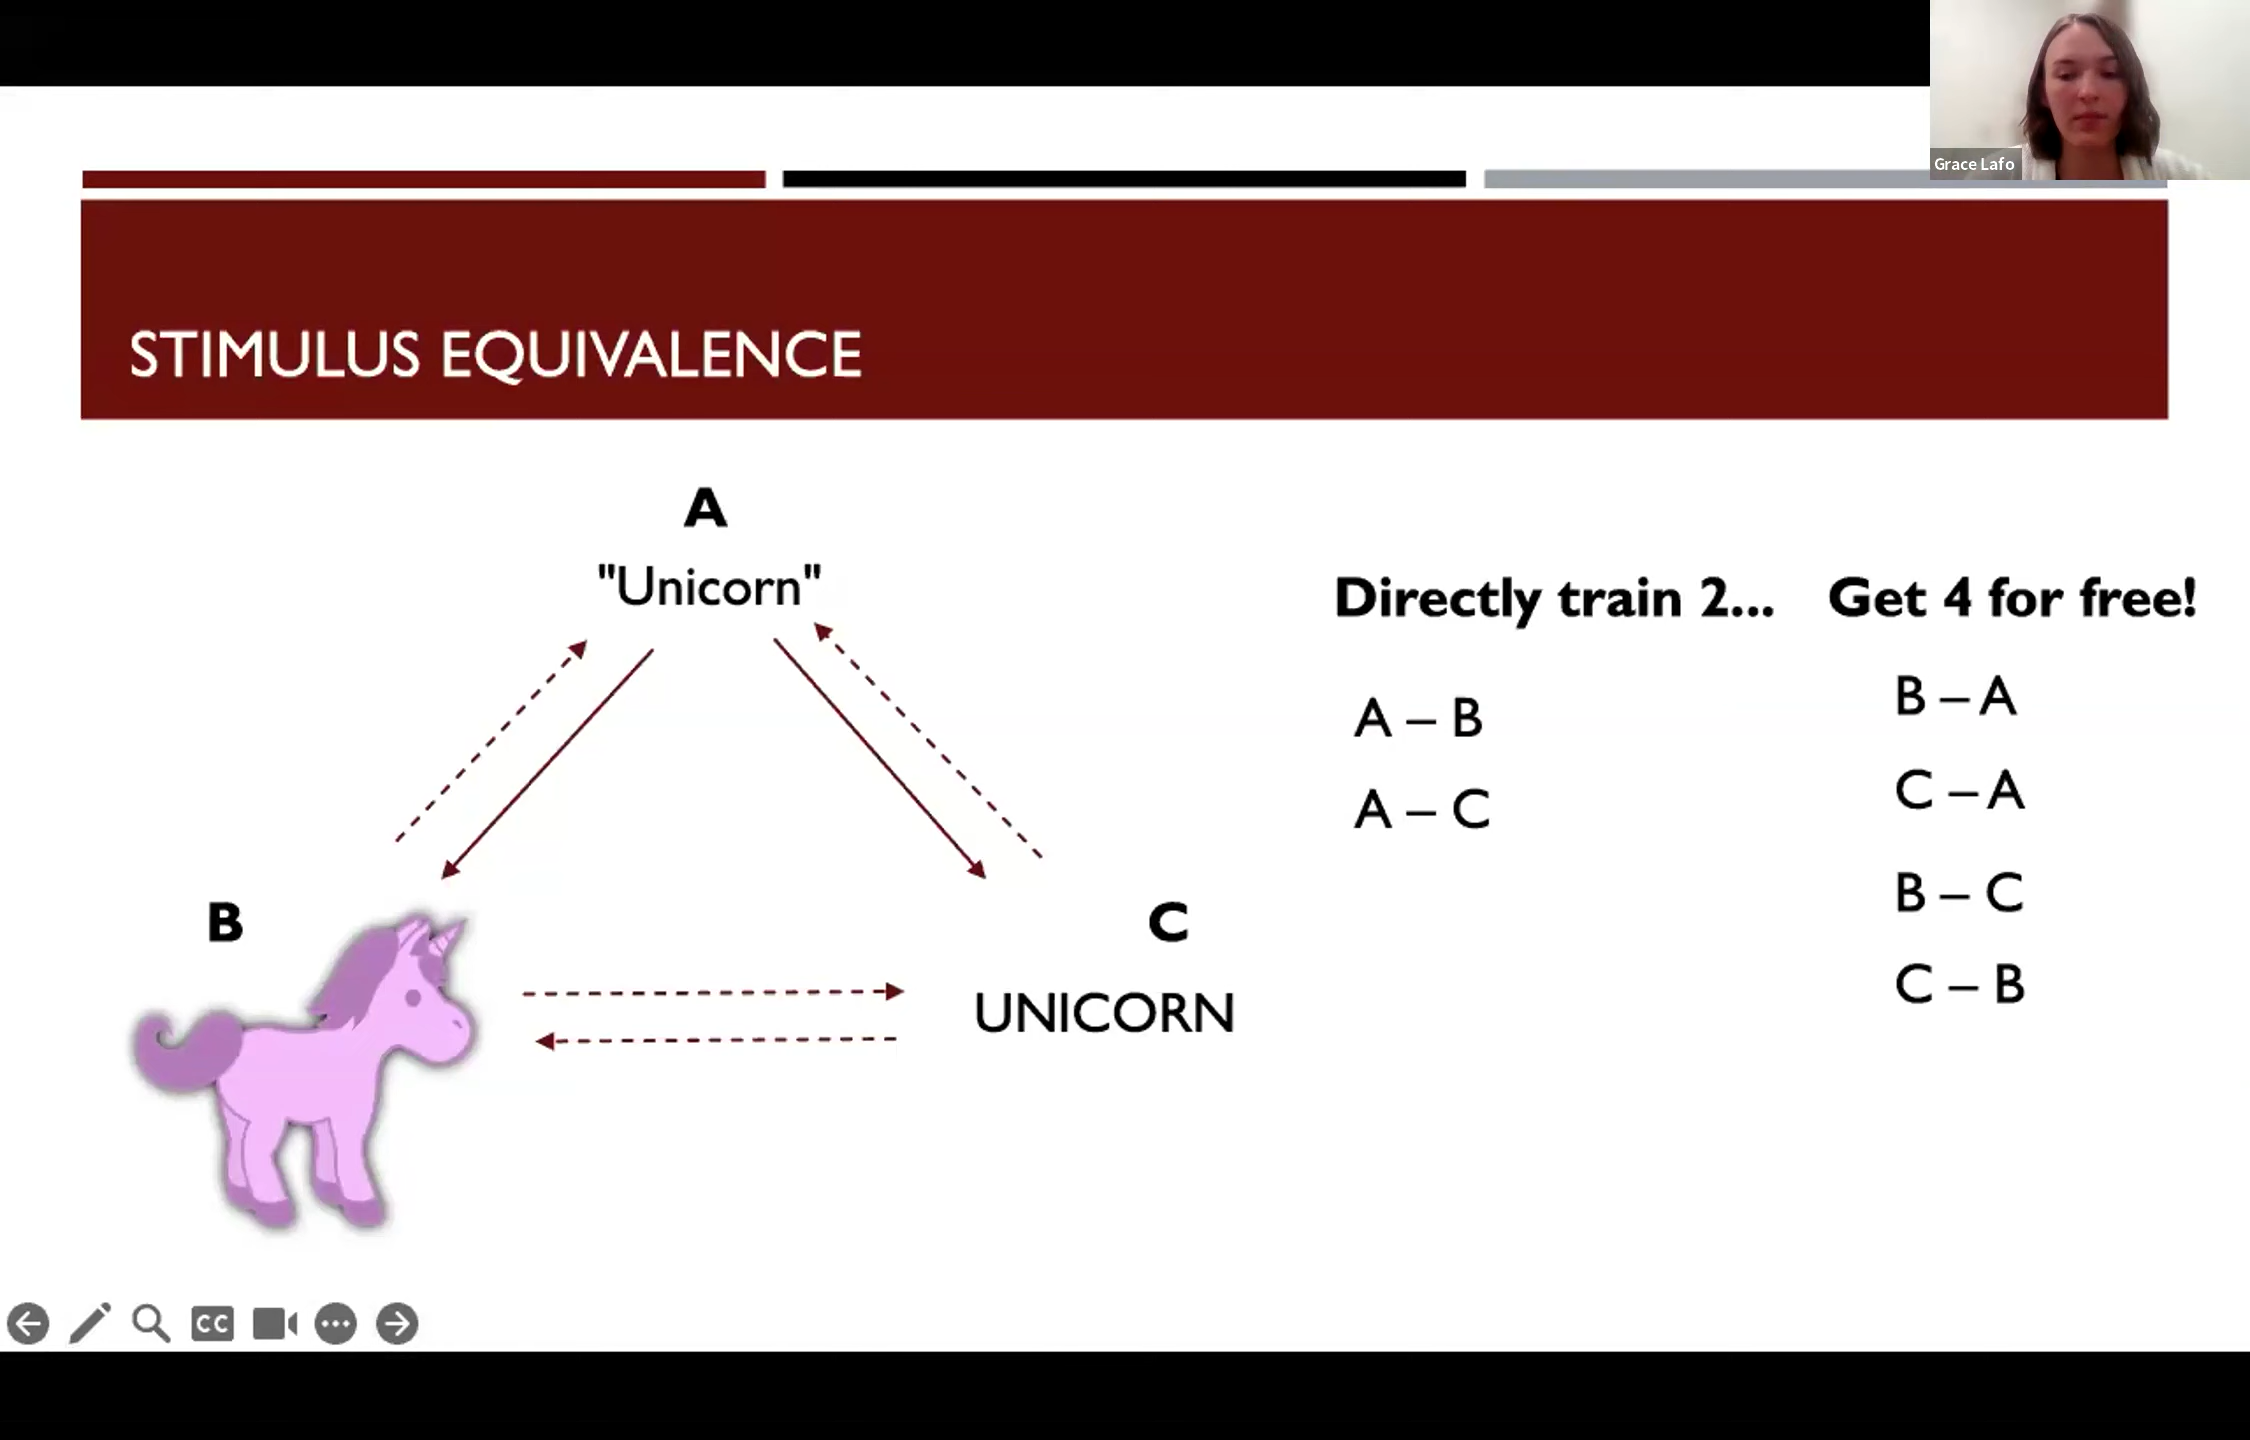 Grace Lafo
STIMULUS EQUIVALENCE
A
"Unicorn"
B
C
UNICORN
Directly train 2...
A – B
A – C
Get 4 for free!
B – A
C – A
B – C
C – B
CC